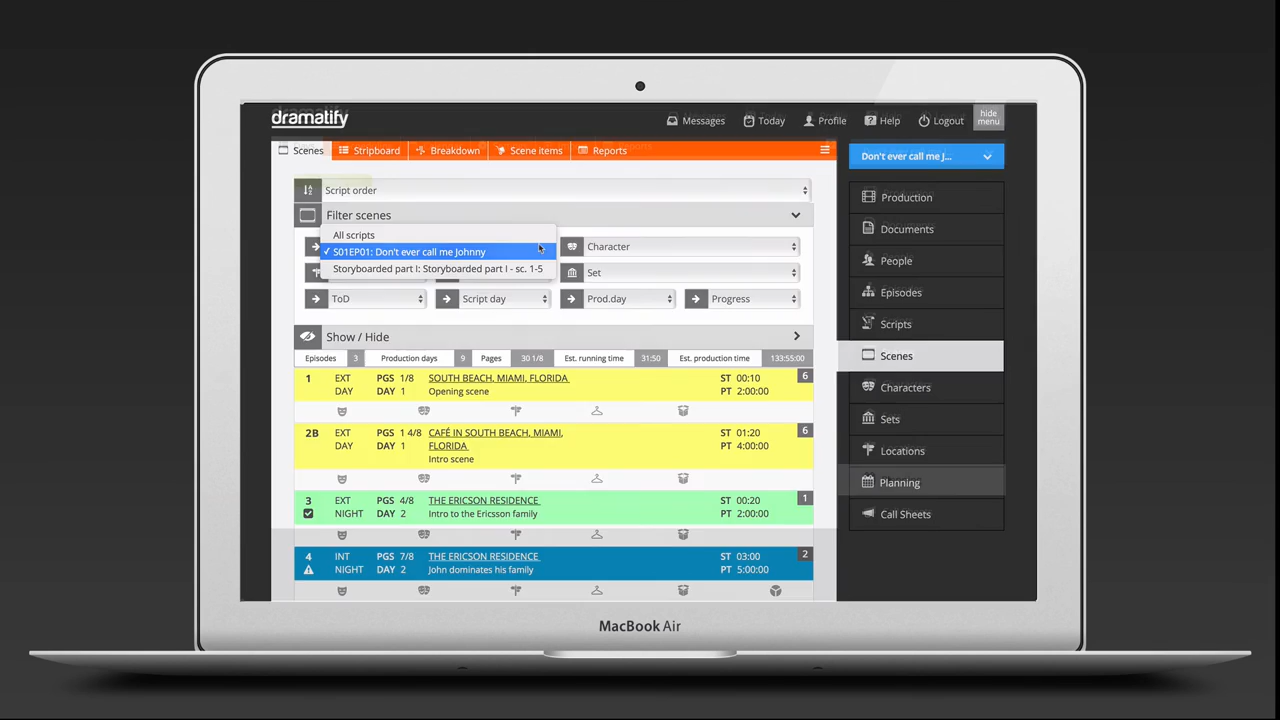 dramatify
Messages Today Profile Help Logout hide menu
Scenes Stripboard Breakdown Scene items Reports
Don't ever call me J...
Script order
Filter scenes
All scripts
✓ S01EP01: Don't ever call me Johnny
Storyboarded part I: Storyboarded part I - sc. 1-5
Character
Set
ToD Script day Prod.day Progress
Show / Hide
Episodes 3 Production days 9 Pages 30 1/8 Est. running time 31:50 Est. production time 133:55:00
1 EXT PGS 1/8 SOUTH BEACH, MIAMI, FLORIDA ST 00:10 6
DAY DAY 1 Opening scene PT 2:00:00
2B EXT PGS 1 4/8 CAFÉ IN SOUTH BEACH, MIAMI, ST 01:20 6
DAY DAY 1 FLORIDA PT 4:00:00
Intro scene
3 EXT PGS 4/8 THE ERICSON RESIDENCE ST 00:20 1
NIGHT DAY 2 Intro to the Ericsson family PT 2:00:00
4 INT PGS 7/8 THE ERICSON RESIDENCE ST 03:00 2
NIGHT DAY 2 John dominates his family PT 5:00:00
Production
Documents
People
Episodes
Scripts
Scenes
Characters
Sets
Locations
Planning
Call Sheets
MacBook Air